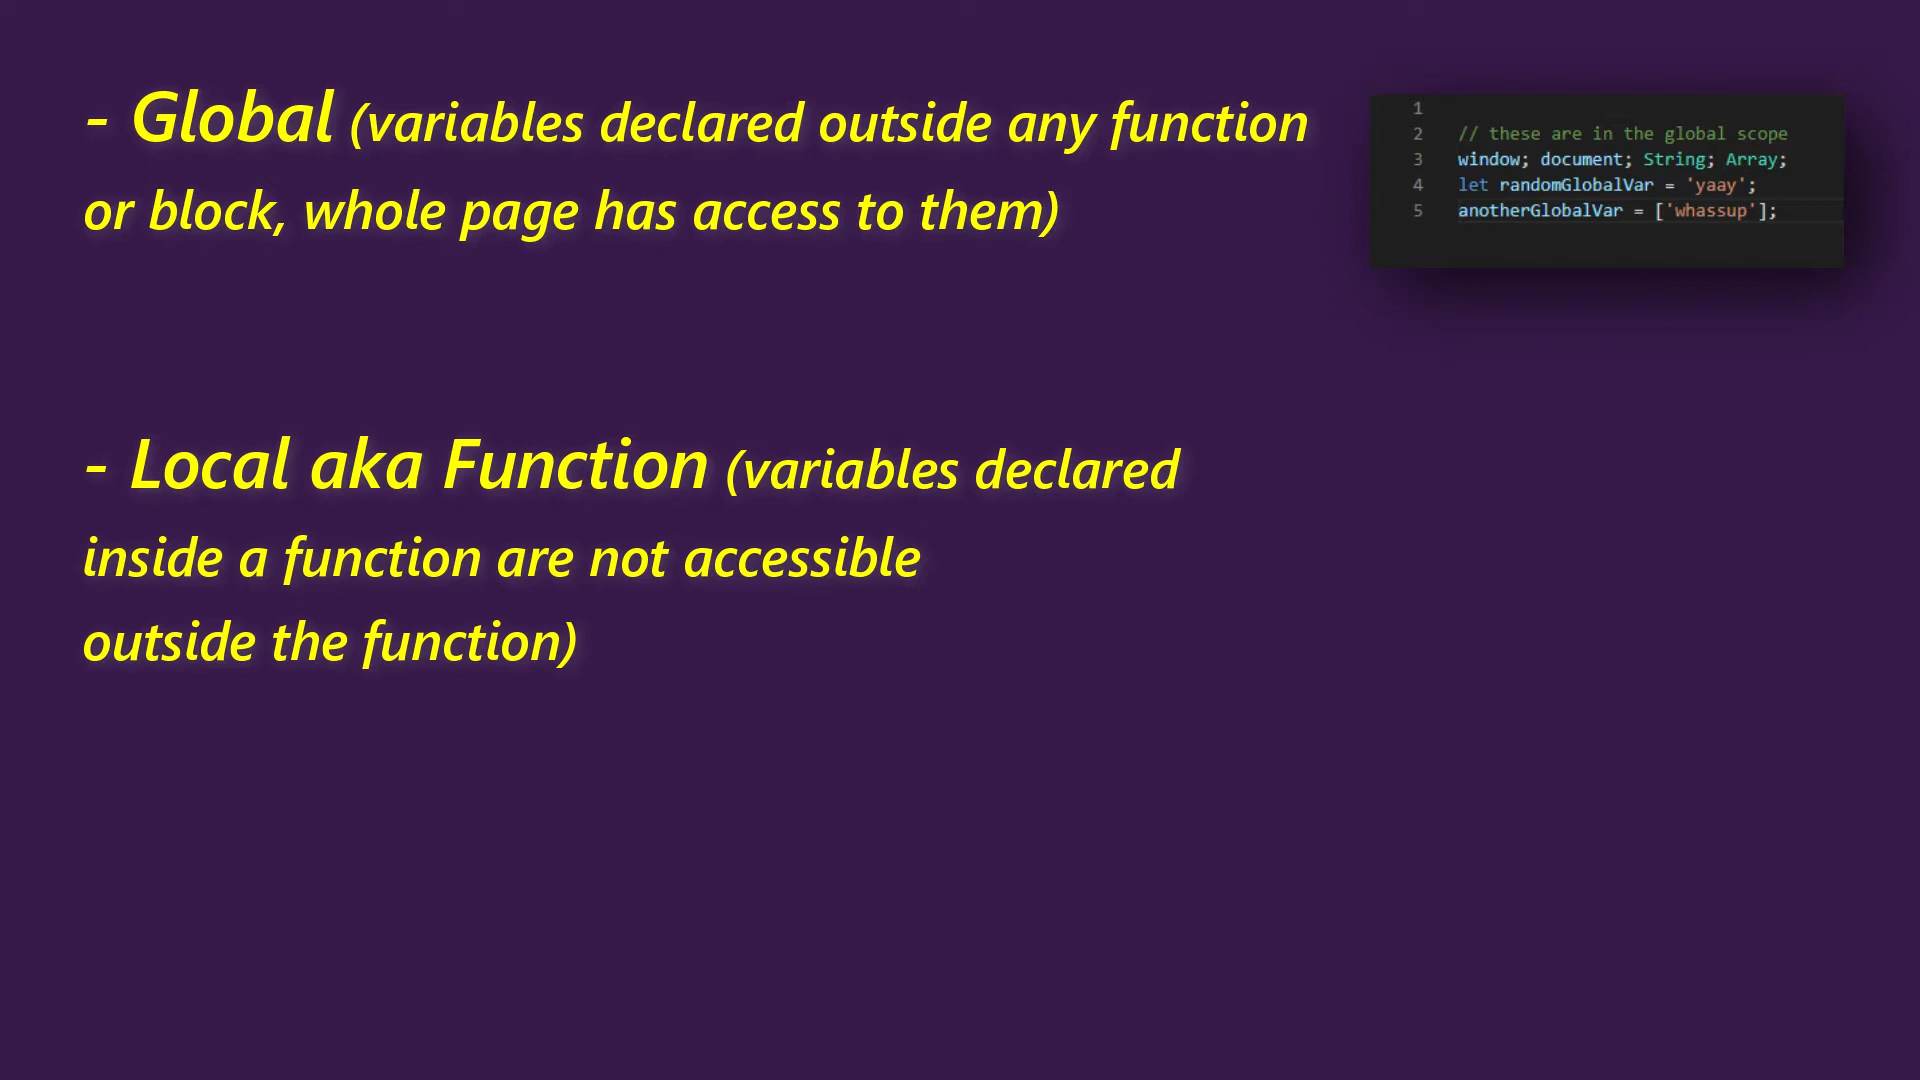 - Global (variables declared outside any function
or block, whole page has access to them)
1
2 // these are in the global scope
3 window; document; String; Array;
4 let randomGlobalVar = 'yaay';
5 anotherGlobalVar = ['whassup'];
- Local aka Function (variables declared
inside a function are not accessible
outside the function)